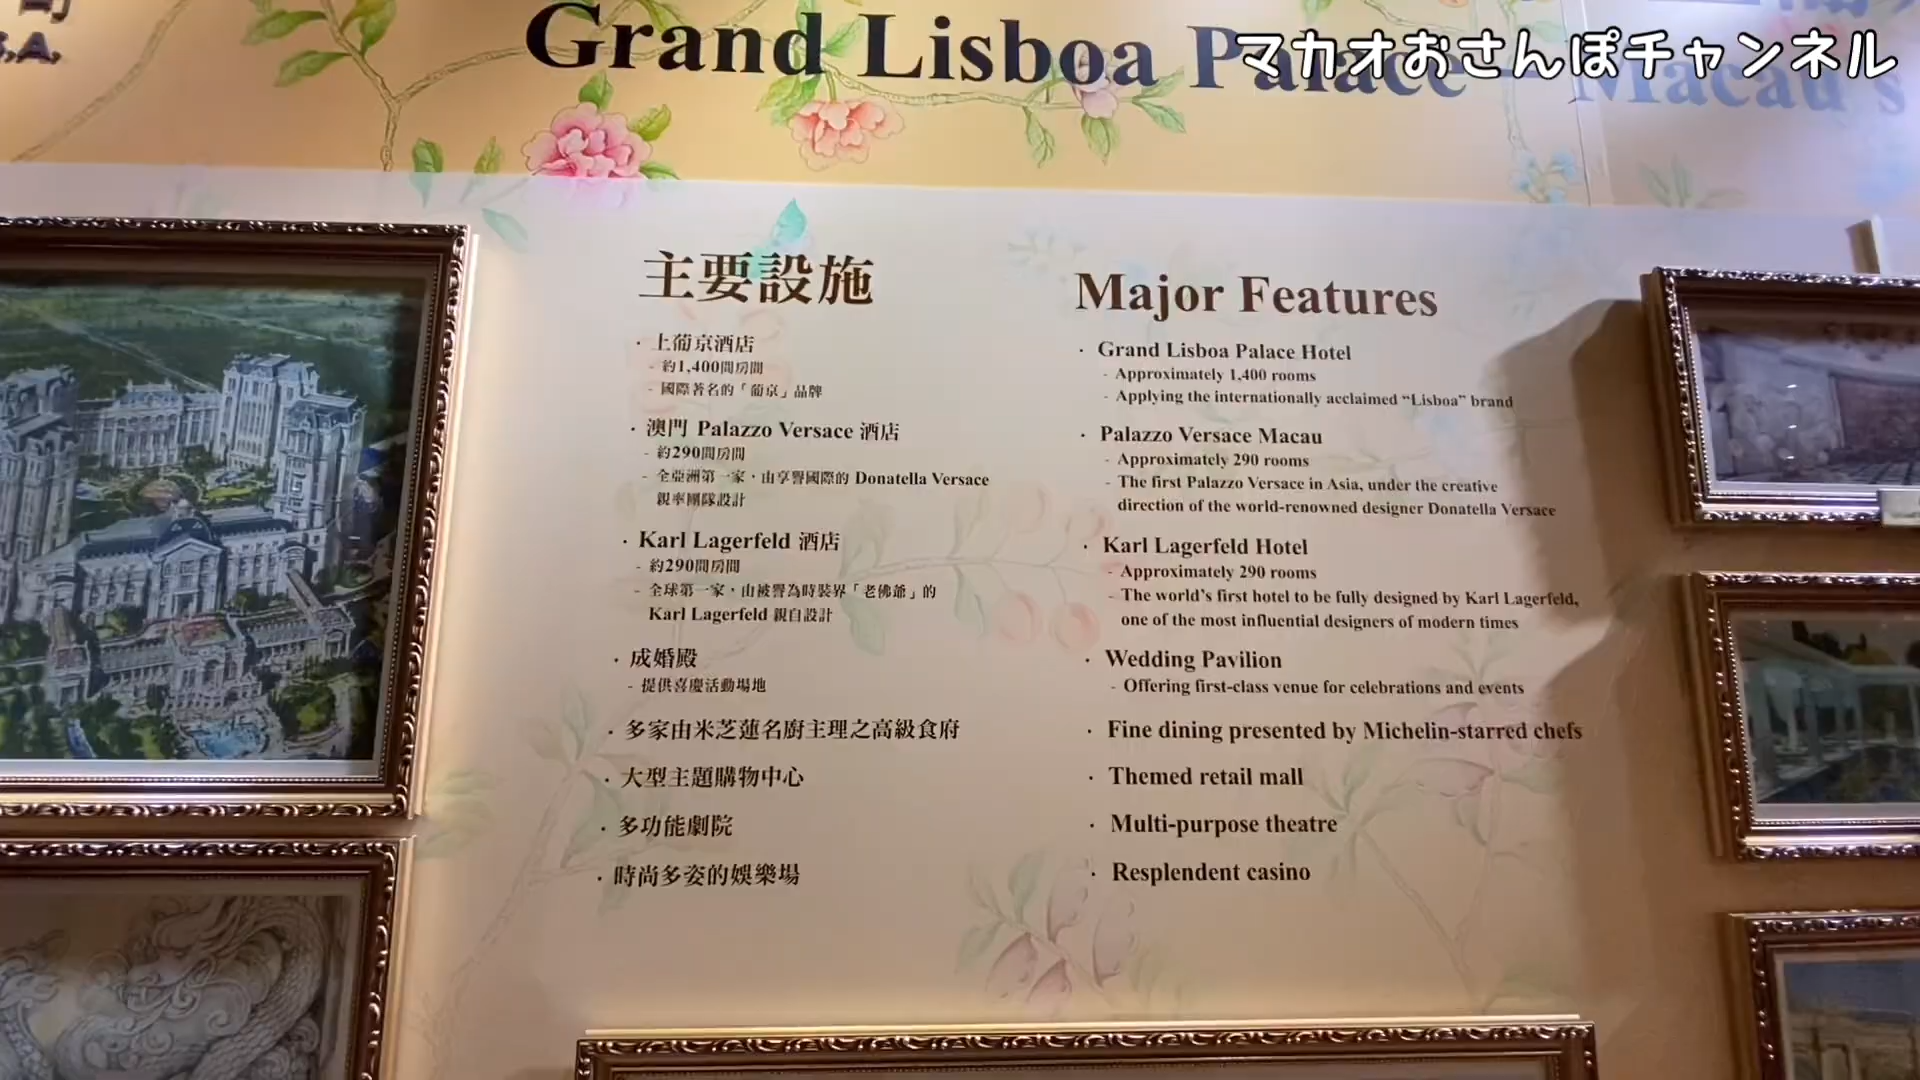 S.A.
Grand Lisboa Palace – Macau's
マカオおさんぽチャンネル
主要設施
· 上葡京酒店
- 約1,400間房間
- 國際著名的「葡京」品牌
· 澳門 Palazzo Versace 酒店
- 約290間房間
- 全亞洲第一家,由享譽國際的 Donatella Versace
親率團隊設計
· Karl Lagerfeld 酒店
- 約290間房間
- 全球第一家,由被譽為時裝界「老佛爺」的
Karl Lagerfeld 親自設計
· 成婚殿
- 提供喜慶活動場地
· 多家由米芝蓮名廚主理之高級食府
· 大型主題購物中心
· 多功能劇院
· 時尚多姿的娛樂場
Major Features
· Grand Lisboa Palace Hotel
- Approximately 1,400 rooms
- Applying the internationally acclaimed “Lisboa” brand
· Palazzo Versace Macau
- Approximately 290 rooms
- The first Palazzo Versace in Asia, under the creative
direction of the world-renowned designer Donatella Versace
· Karl Lagerfeld Hotel
- Approximately 290 rooms
- The world’s first hotel to be fully designed by Karl Lagerfeld,
one of the most influential designers of modern times
· Wedding Pavilion
- Offering first-class venue for celebrations and events
· Fine dining presented by Michelin-starred chefs
· Themed retail mall
· Multi-purpose theatre
· Resplendent casino